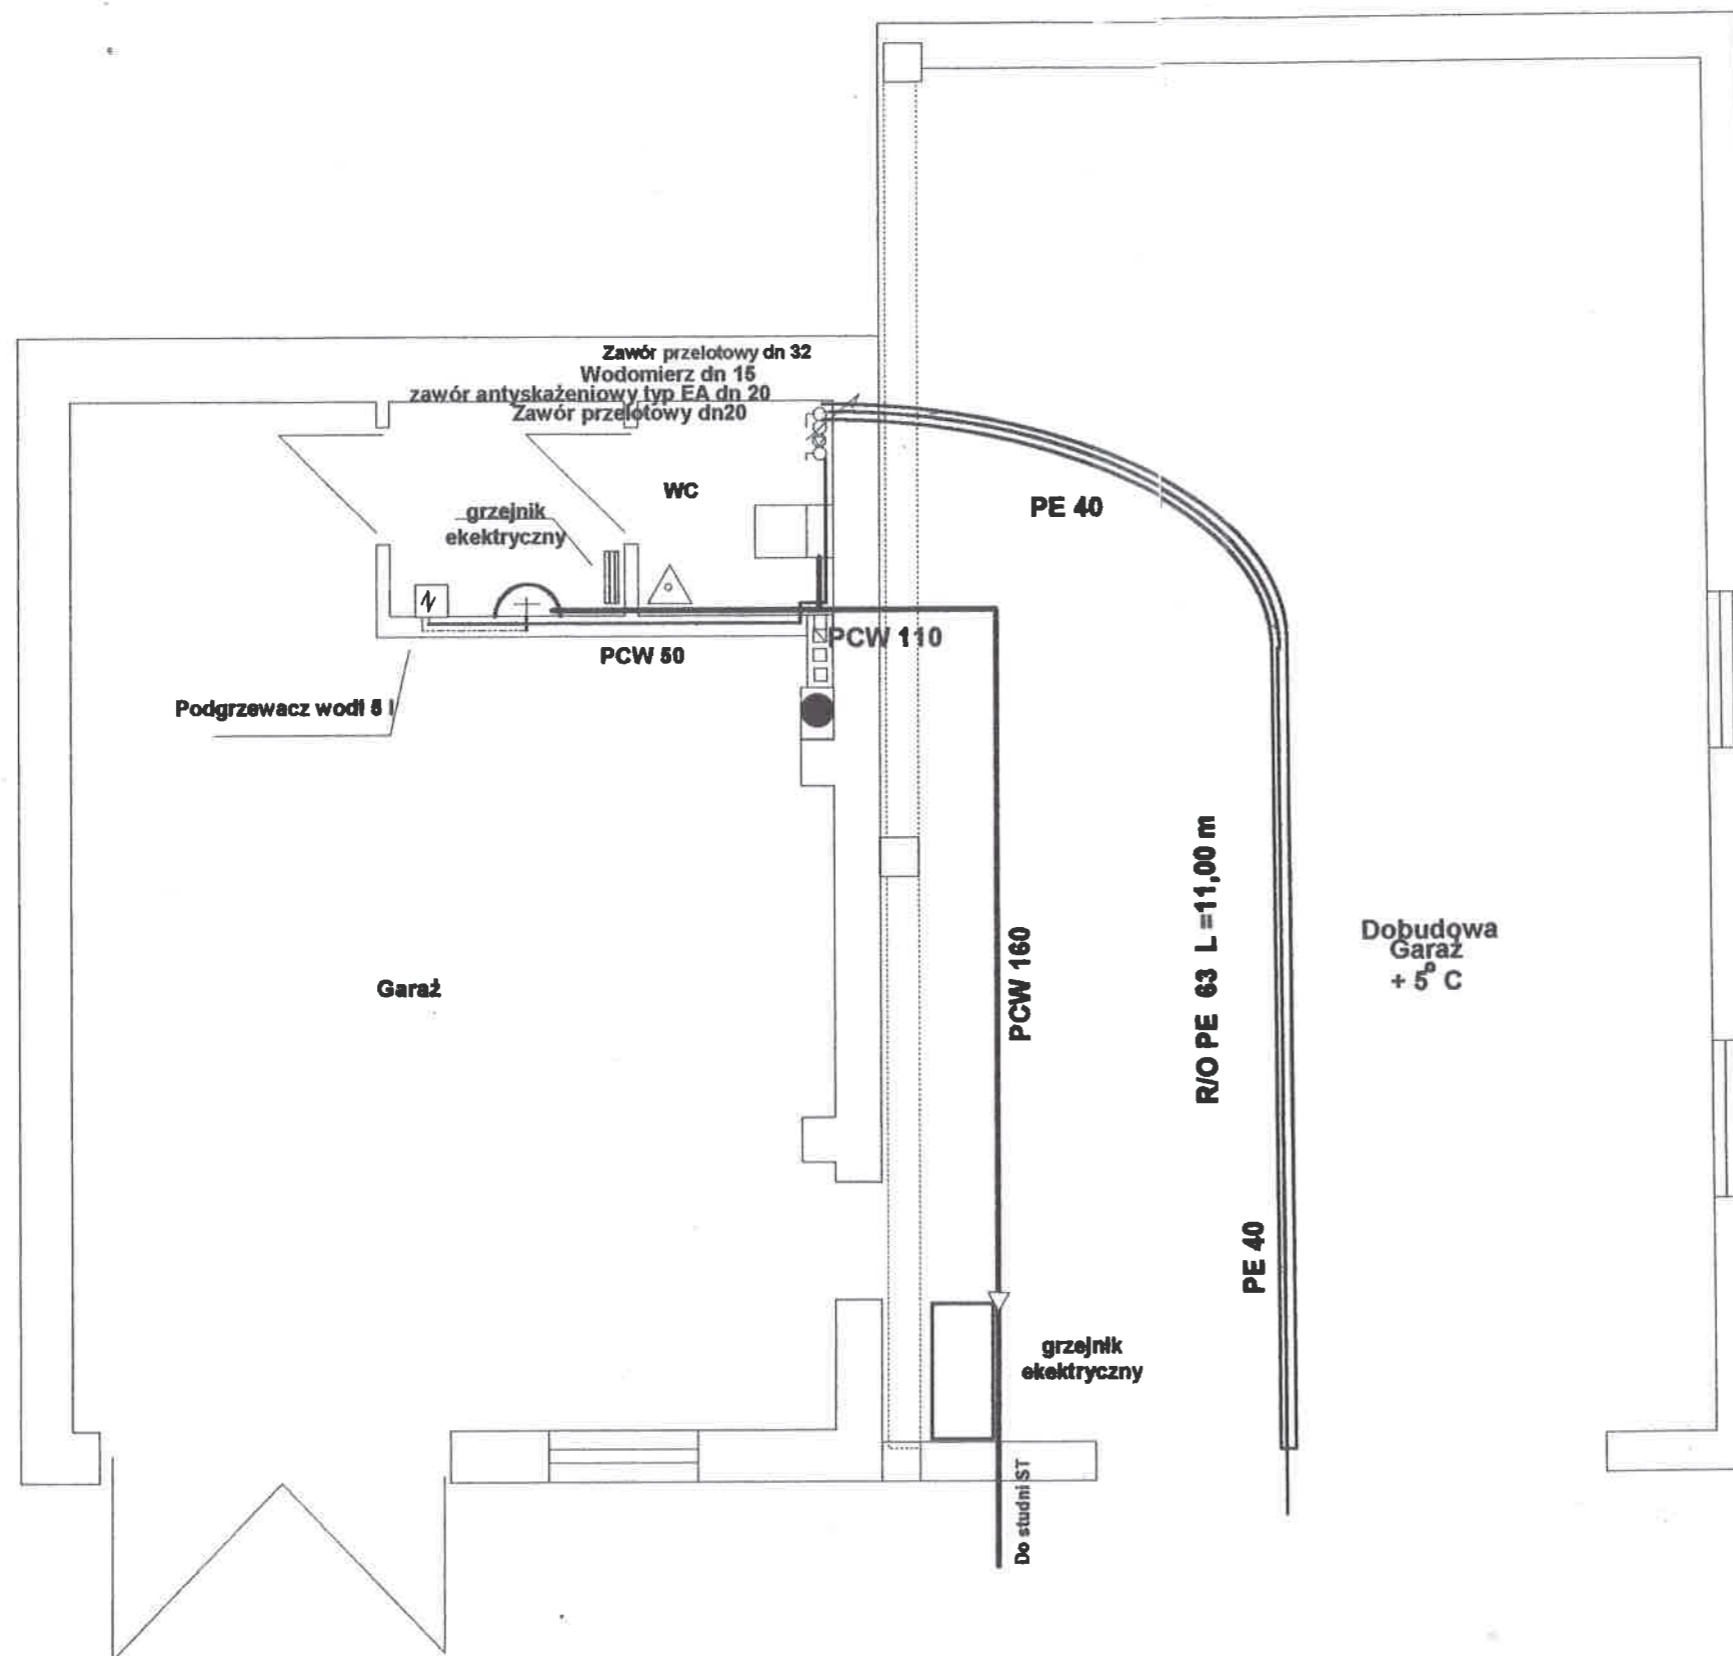 Zawór przelotowy dn 32
Wodomierz dn 15
zawór antyskażeniowy typ EA dn 20
Zawór przelotowy dn20
WC
grzejnik
ekektryczny
PE 40
PCW 110
PCW 50
Podgrzewacz wodł 5 l
R/O PE 63 L =11,00 m
Dobudowa
Garaż
+ 5° C
PCW 160
Garaż
PE 40
grzejnik
ekektryczny
Do studni ST